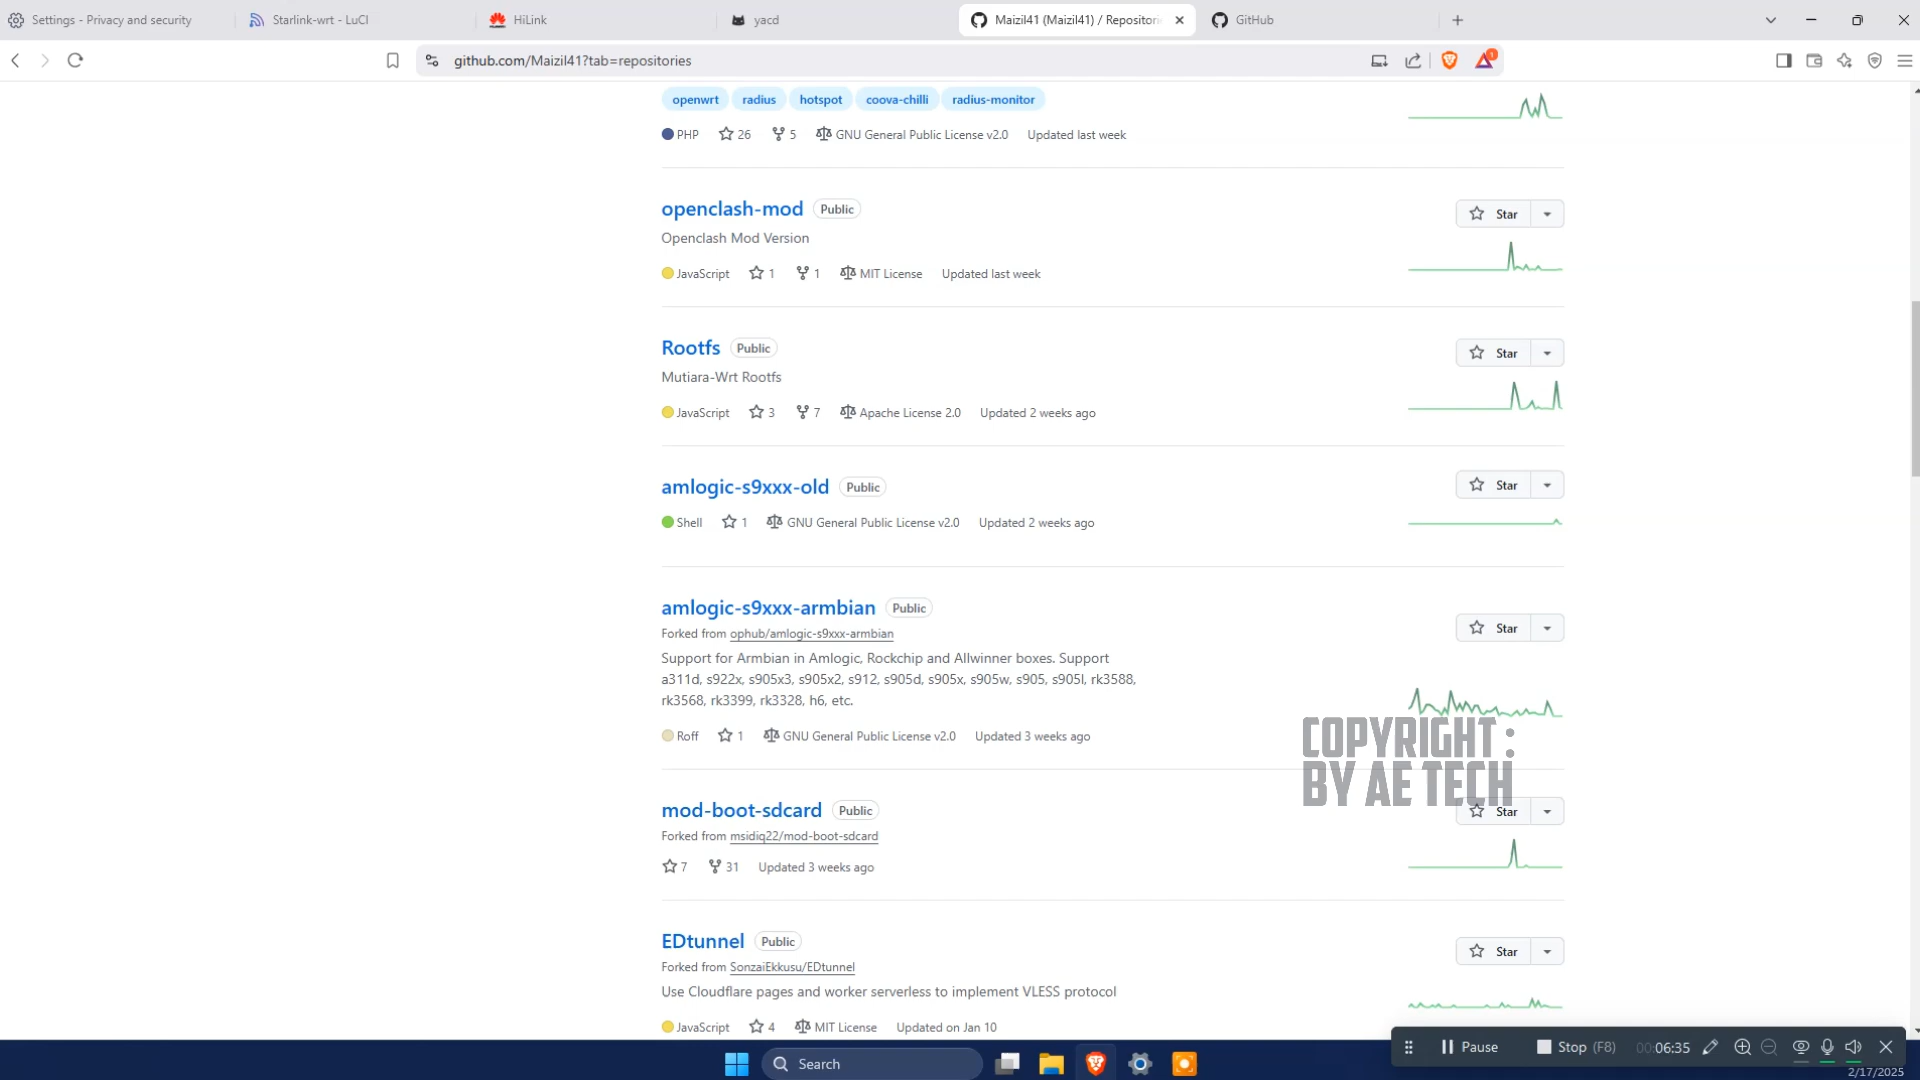 Settings - Privacy and security
Starlink-wrt - LuCI
HiLink
yacd
Maizil41 (Maizil41) / Repositori
GitHub
github.com/Maizil41?tab=repositories
1
openwrt radius hotspot coova-chilli radius-monitor
PHP 26 5 GNU General Public License v2.0 Updated last week
openclash-mod Public
Star
Openclash Mod Version
JavaScript 1 1 MIT License Updated last week
Rootfs Public
Star
Mutiara-Wrt Rootfs
JavaScript 3 7 Apache License 2.0 Updated 2 weeks ago
amlogic-s9xxx-old Public
Star
Shell 1 GNU General Public License v2.0 Updated 2 weeks ago
amlogic-s9xxx-armbian Public
Star
Forked from ophub/amlogic-s9xxx-armbian
Support for Armbian in Amlogic, Rockchip and Allwinner boxes. Support
a311d, s922x, s905x3, s905x2, s912, s905d, s905x, s905w, s905, s905l, rk3588,
rk3568, rk3399, rk3328, h6, etc.
Roff 1 GNU General Public License v2.0 Updated 3 weeks ago
COPYRIGHT :
BY AE TECH
mod-boot-sdcard Public
Star
Forked from msidiq22/mod-boot-sdcard
7 31 Updated 3 weeks ago
EDtunnel Public
Star
Forked from SonzaiEkkusu/EDtunnel
Use Cloudflare pages and worker serverless to implement VLESS protocol
JavaScript 4 MIT License Updated on Jan 10
Pause Stop (F8) 00:06:35
Search
2/17/2025